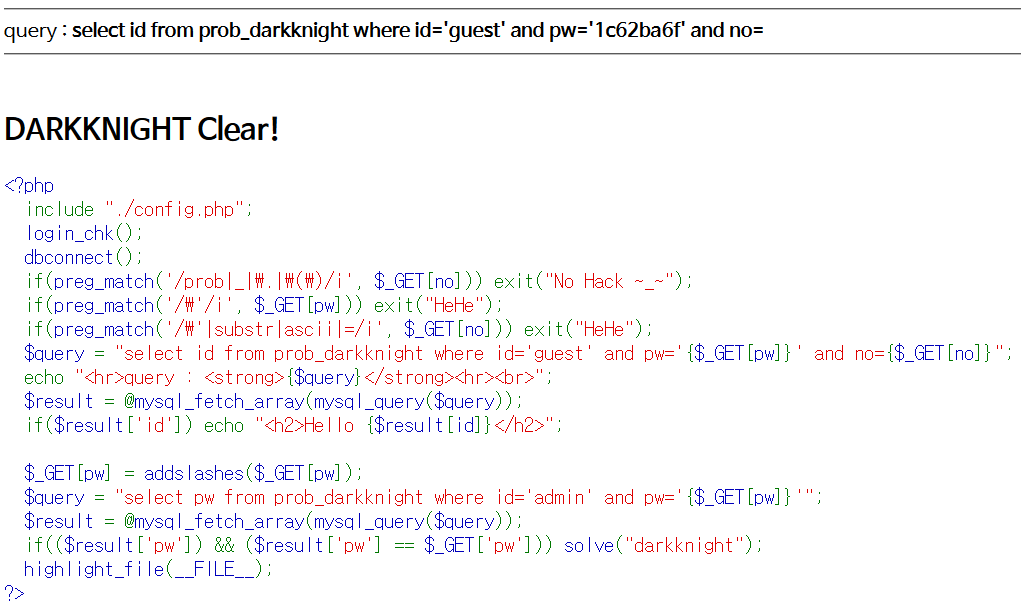 query : select id from prob_darkknight where id='guest' and pw='1c62ba6f' and no=
DARKKNIGHT Clear!
<?php
  include "./config.php";
  login_chk();
  dbconnect();
  if(preg_match('/prob|_|₩.|₩(₩)/i', $_GET[no])) exit("No Hack ~_~");
  if(preg_match('/₩'/i', $_GET[pw])) exit("HeHe");
  if(preg_match('/₩'|substr|ascii|=/i', $_GET[no])) exit("HeHe");
  $query = "select id from prob_darkknight where id='guest' and pw='{$_GET[pw]}' and no={$_GET[no]}";
  echo "<hr>query : <strong>{$query}</strong><hr><br>";
  $result = @mysql_fetch_array(mysql_query($query));
  if($result['id']) echo "<h2>Hello {$result[id]}</h2>";
  $_GET[pw] = addslashes($_GET[pw]);
  $query = "select pw from prob_darkknight where id='admin' and pw='{$_GET[pw]}'";
  $result = @mysql_fetch_array(mysql_query($query));
  if(($result['pw']) && ($result['pw'] == $_GET['pw'])) solve("darkknight");
  highlight_file(__FILE__);
?>